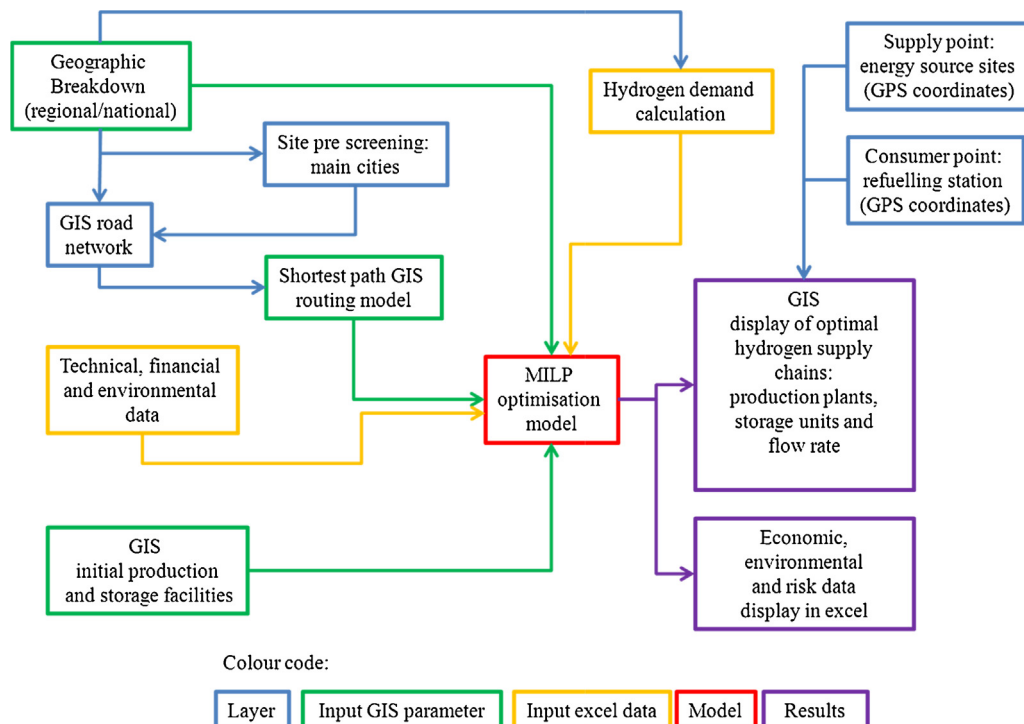 Geographic
Breakdown
(regional/national)
Hydrogen demand
calculation
Supply point:
energy source sites
(GPS coordinates)
Site pre screening:
main cities
Consumer point:
refuelling station
(GPS coordinates)
GIS road
network
Shortest path GIS
routing model
GIS
display of optimal
hydrogen supply
chains:
production plants,
storage units and
flow rate
Technical, financial
and environmental
data
MILP
optimisation
model
GIS
initial production
and storage facilities
Economic,
environmental
and risk data
display in excel
Colour code:
Layer
Input GIS parameter
Input excel data
Model
Results